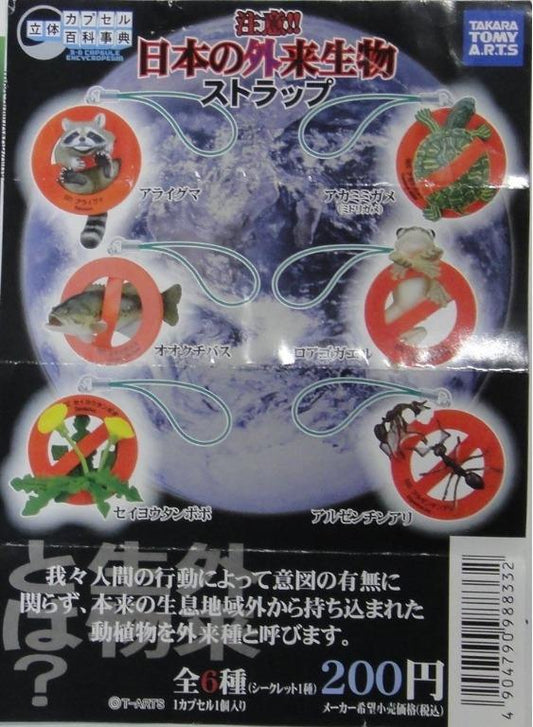 立体
カプセル
百科事典
3-D CAPSULE
ENCYCROPEDIA
TAKARA
TOMY
A.R.T.S
注意!!
日本の外来生物
ストラップ
アライグマ
アカミミガメ
(ミドリガメ)
オオクチバス
コアゴガエル
セイヨウタンポポ
アルゼンチンアリ
外来
生物
とは?
我々人間の行動によって意図の有無に
関らず、本来の生息地域外から持ち込まれた
動植物を外来種と呼びます。
©T-ARTS
全6種(シークレット1種)
1カプセル1個入り
200円
メーカー希望小売価格(税込)
4904790988332